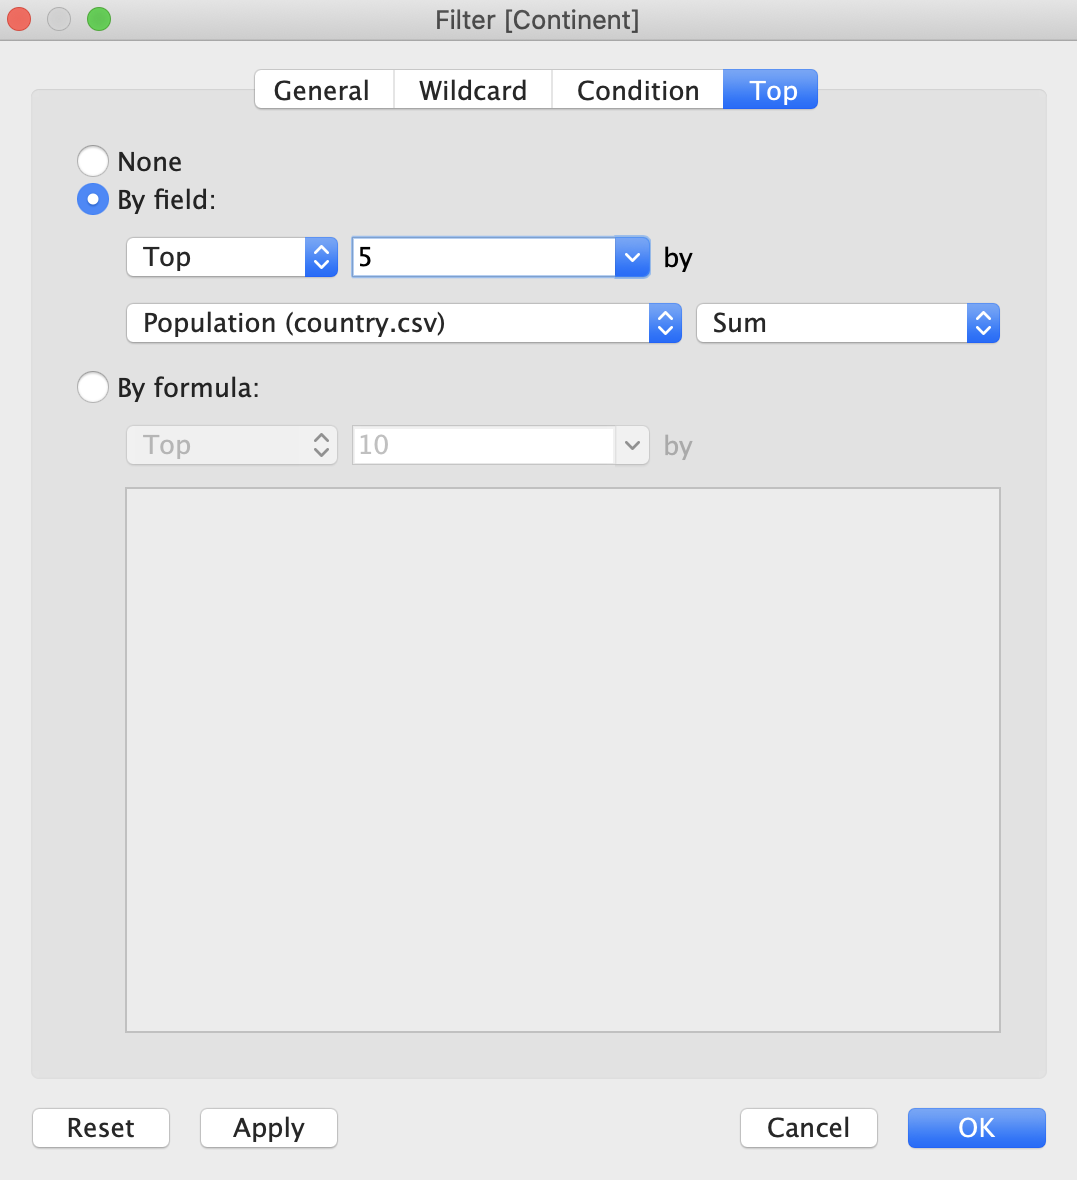 Filter [Continent]
General Wildcard Condition Top
None
By field:
Top 5 by
Population (country.csv) Sum
By formula:
Top 10 by
Reset Apply Cancel OK